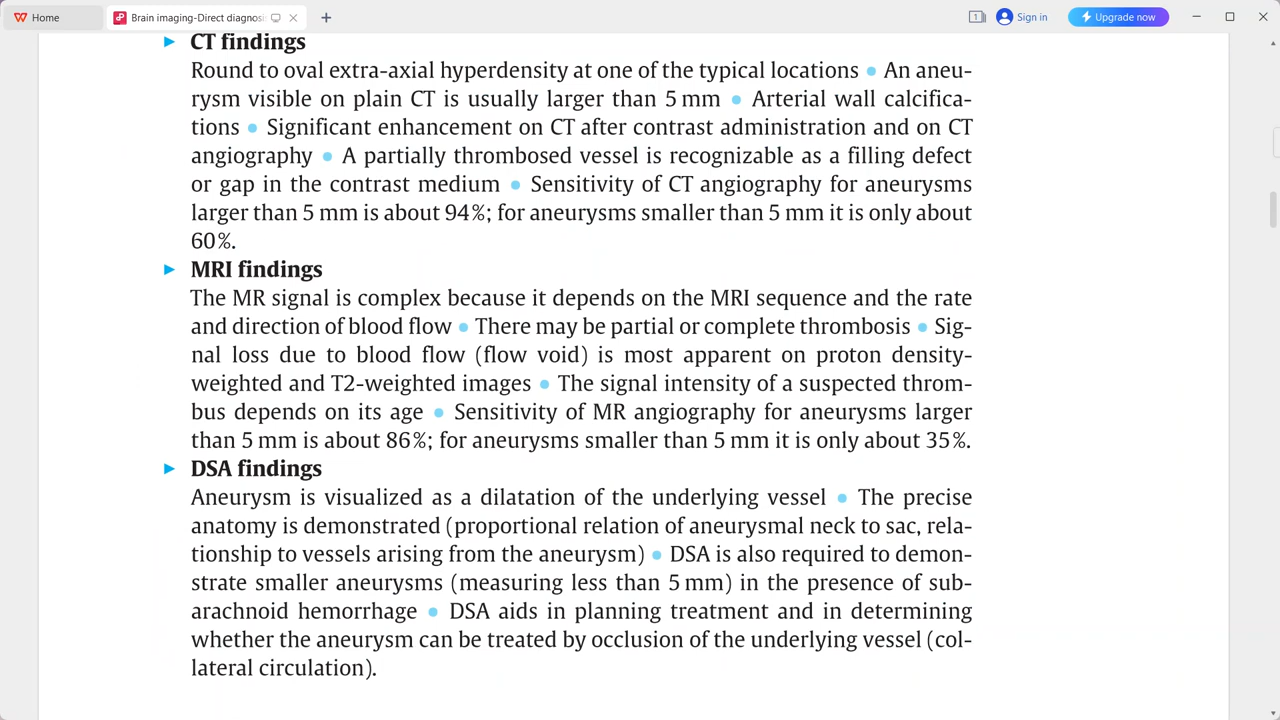 Home
Brain imaging-Direct diagnosi
1
Sign in
Upgrade now
► CT findings
Round to oval extra-axial hyperdensity at one of the typical locations • An aneu-
rysm visible on plain CT is usually larger than 5 mm • Arterial wall calcifica-
tions • Significant enhancement on CT after contrast administration and on CT
angiography • A partially thrombosed vessel is recognizable as a filling defect
or gap in the contrast medium • Sensitivity of CT angiography for aneurysms
larger than 5 mm is about 94%; for aneurysms smaller than 5 mm it is only about
60%.
► MRI findings
The MR signal is complex because it depends on the MRI sequence and the rate
and direction of blood flow • There may be partial or complete thrombosis • Sig-
nal loss due to blood flow (flow void) is most apparent on proton density-
weighted and T2-weighted images • The signal intensity of a suspected throm-
bus depends on its age • Sensitivity of MR angiography for aneurysms larger
than 5 mm is about 86%; for aneurysms smaller than 5 mm it is only about 35%.
► DSA findings
Aneurysm is visualized as a dilatation of the underlying vessel • The precise
anatomy is demonstrated (proportional relation of aneurysmal neck to sac, rela-
tionship to vessels arising from the aneurysm) • DSA is also required to demon-
strate smaller aneurysms (measuring less than 5 mm) in the presence of sub-
arachnoid hemorrhage • DSA aids in planning treatment and in determining
whether the aneurysm can be treated by occlusion of the underlying vessel (col-
lateral circulation).